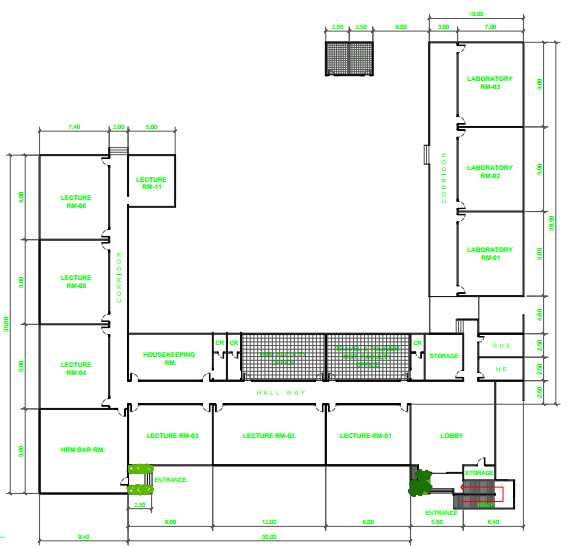 10.00
2.50
2.50
6.00
3.00
7.00
LABORATORY
RM-03
9.00
7.40
2.00
5.00
LECTURE
RM-11
LECTURE
RM-06
9.00
CORRIDOR
LABORATORY
RM-02
9.00
LABORATORY
RM-01
9.00
CORRIDOR
LECTURE
RM-05
9.00
36.00
4.00
HOUSEKEEPING
RM.
CR
CR
OFFICE
OFFICE
CR
STORAGE
SHE
2.50
HE
2.50
LECTURE
RM-04
9.00
HALL WAY
2.50
HRM BAR RM.
9.00
LECTURE RM-03
LECTURE RM-02
LECTURE RM-01
LOBBY
STORAGE
ENTRANCE
RAMP
2.50
ENTRANCE
9.00
12.00
9.00
5.60
6.40
9.40
30.00